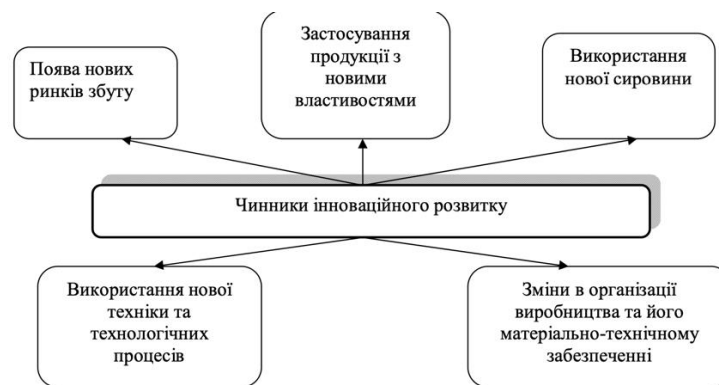 Поява нових
ринків збуту
Застосування
продукції з
новими
властивостями
Використання
нової сировини
Чинники інноваційного розвитку
Використання нової
техніки та
технологічних
процесів
Зміни в організації
виробництва та його
матеріально-технічному
забезпеченні